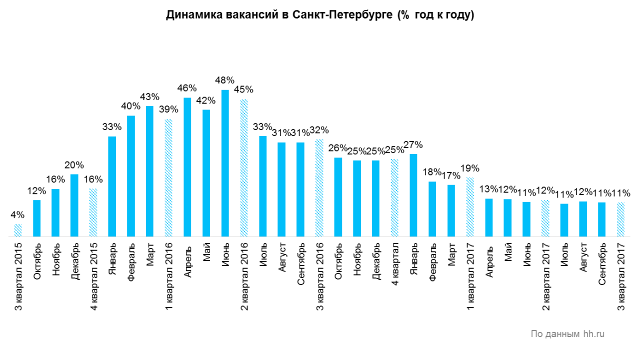 Динамика вакансий в Санкт-Петербурге (% год к году)
4% 12% 16% 20% 16% 33% 40% 43% 39% 46% 42% 48% 45% 33% 31% 31% 32% 26% 25% 25% 25% 27% 18% 17% 19% 13% 12% 11% 12% 11% 12% 11% 11%
3 квартал 2015
Октябрь
Ноябрь
Декабрь
4 квартал 2015
Январь
Февраль
Март
1 квартал 2016
Апрель
Май
Июнь
2 квартал 2016
Июль
Август
Сентябрь
3 квартал 2016
Октябрь
Ноябрь
Декабрь
4 квартал
Январь
Февраль
Март
1 квартал 2017
Апрель
Май
Июнь
2 квартал 2017
Июль
Август
Сентябрь
3 квартал 2017
По данным hh.ru